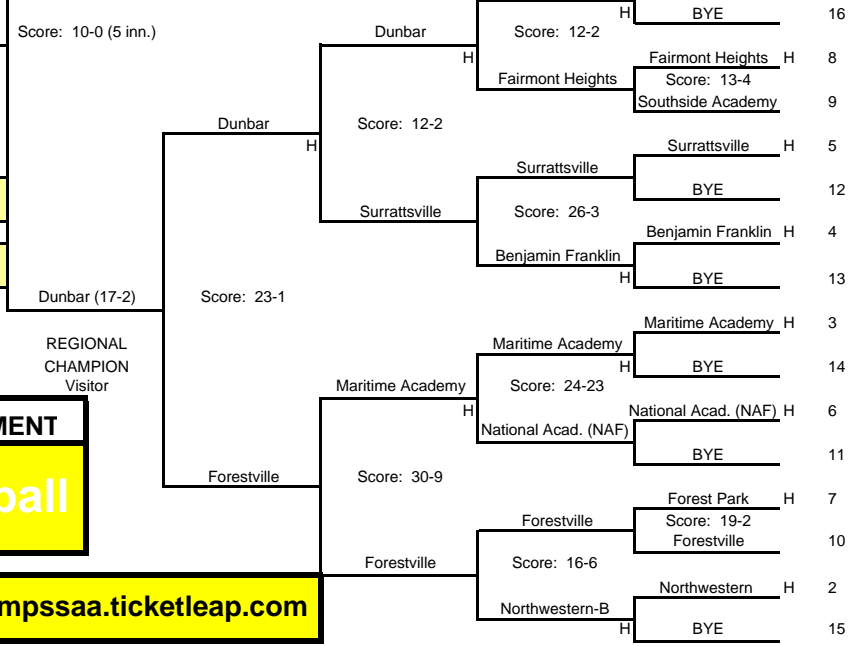 H BYE 16
Score: 10-0 (5 inn.) Dunbar Score: 12-2
H Fairmont Heights H 8
Fairmont Heights Score: 13-4
Southside Academy 9
Dunbar Score: 12-2
H Surrattsville H 5
Surrattsville
BYE 12
Surrattsville Score: 26-3
Benjamin Franklin H 4
Benjamin Franklin
H BYE 13
Dunbar (17-2) Score: 23-1
Maritime Academy H 3
REGIONAL Maritime Academy
CHAMPION H BYE 14
Visitor Maritime Academy Score: 24-23
H National Acad. (NAF) H 6
MENT National Acad. (NAF)
BYE 11
Forestville Score: 30-9
ball
Forest Park H 7
Forestville Score: 19-2
Forestville 10
Forestville Score: 16-6
Northwestern H 2
mpssaa.ticketleap.com Northwestern-B
H BYE 15